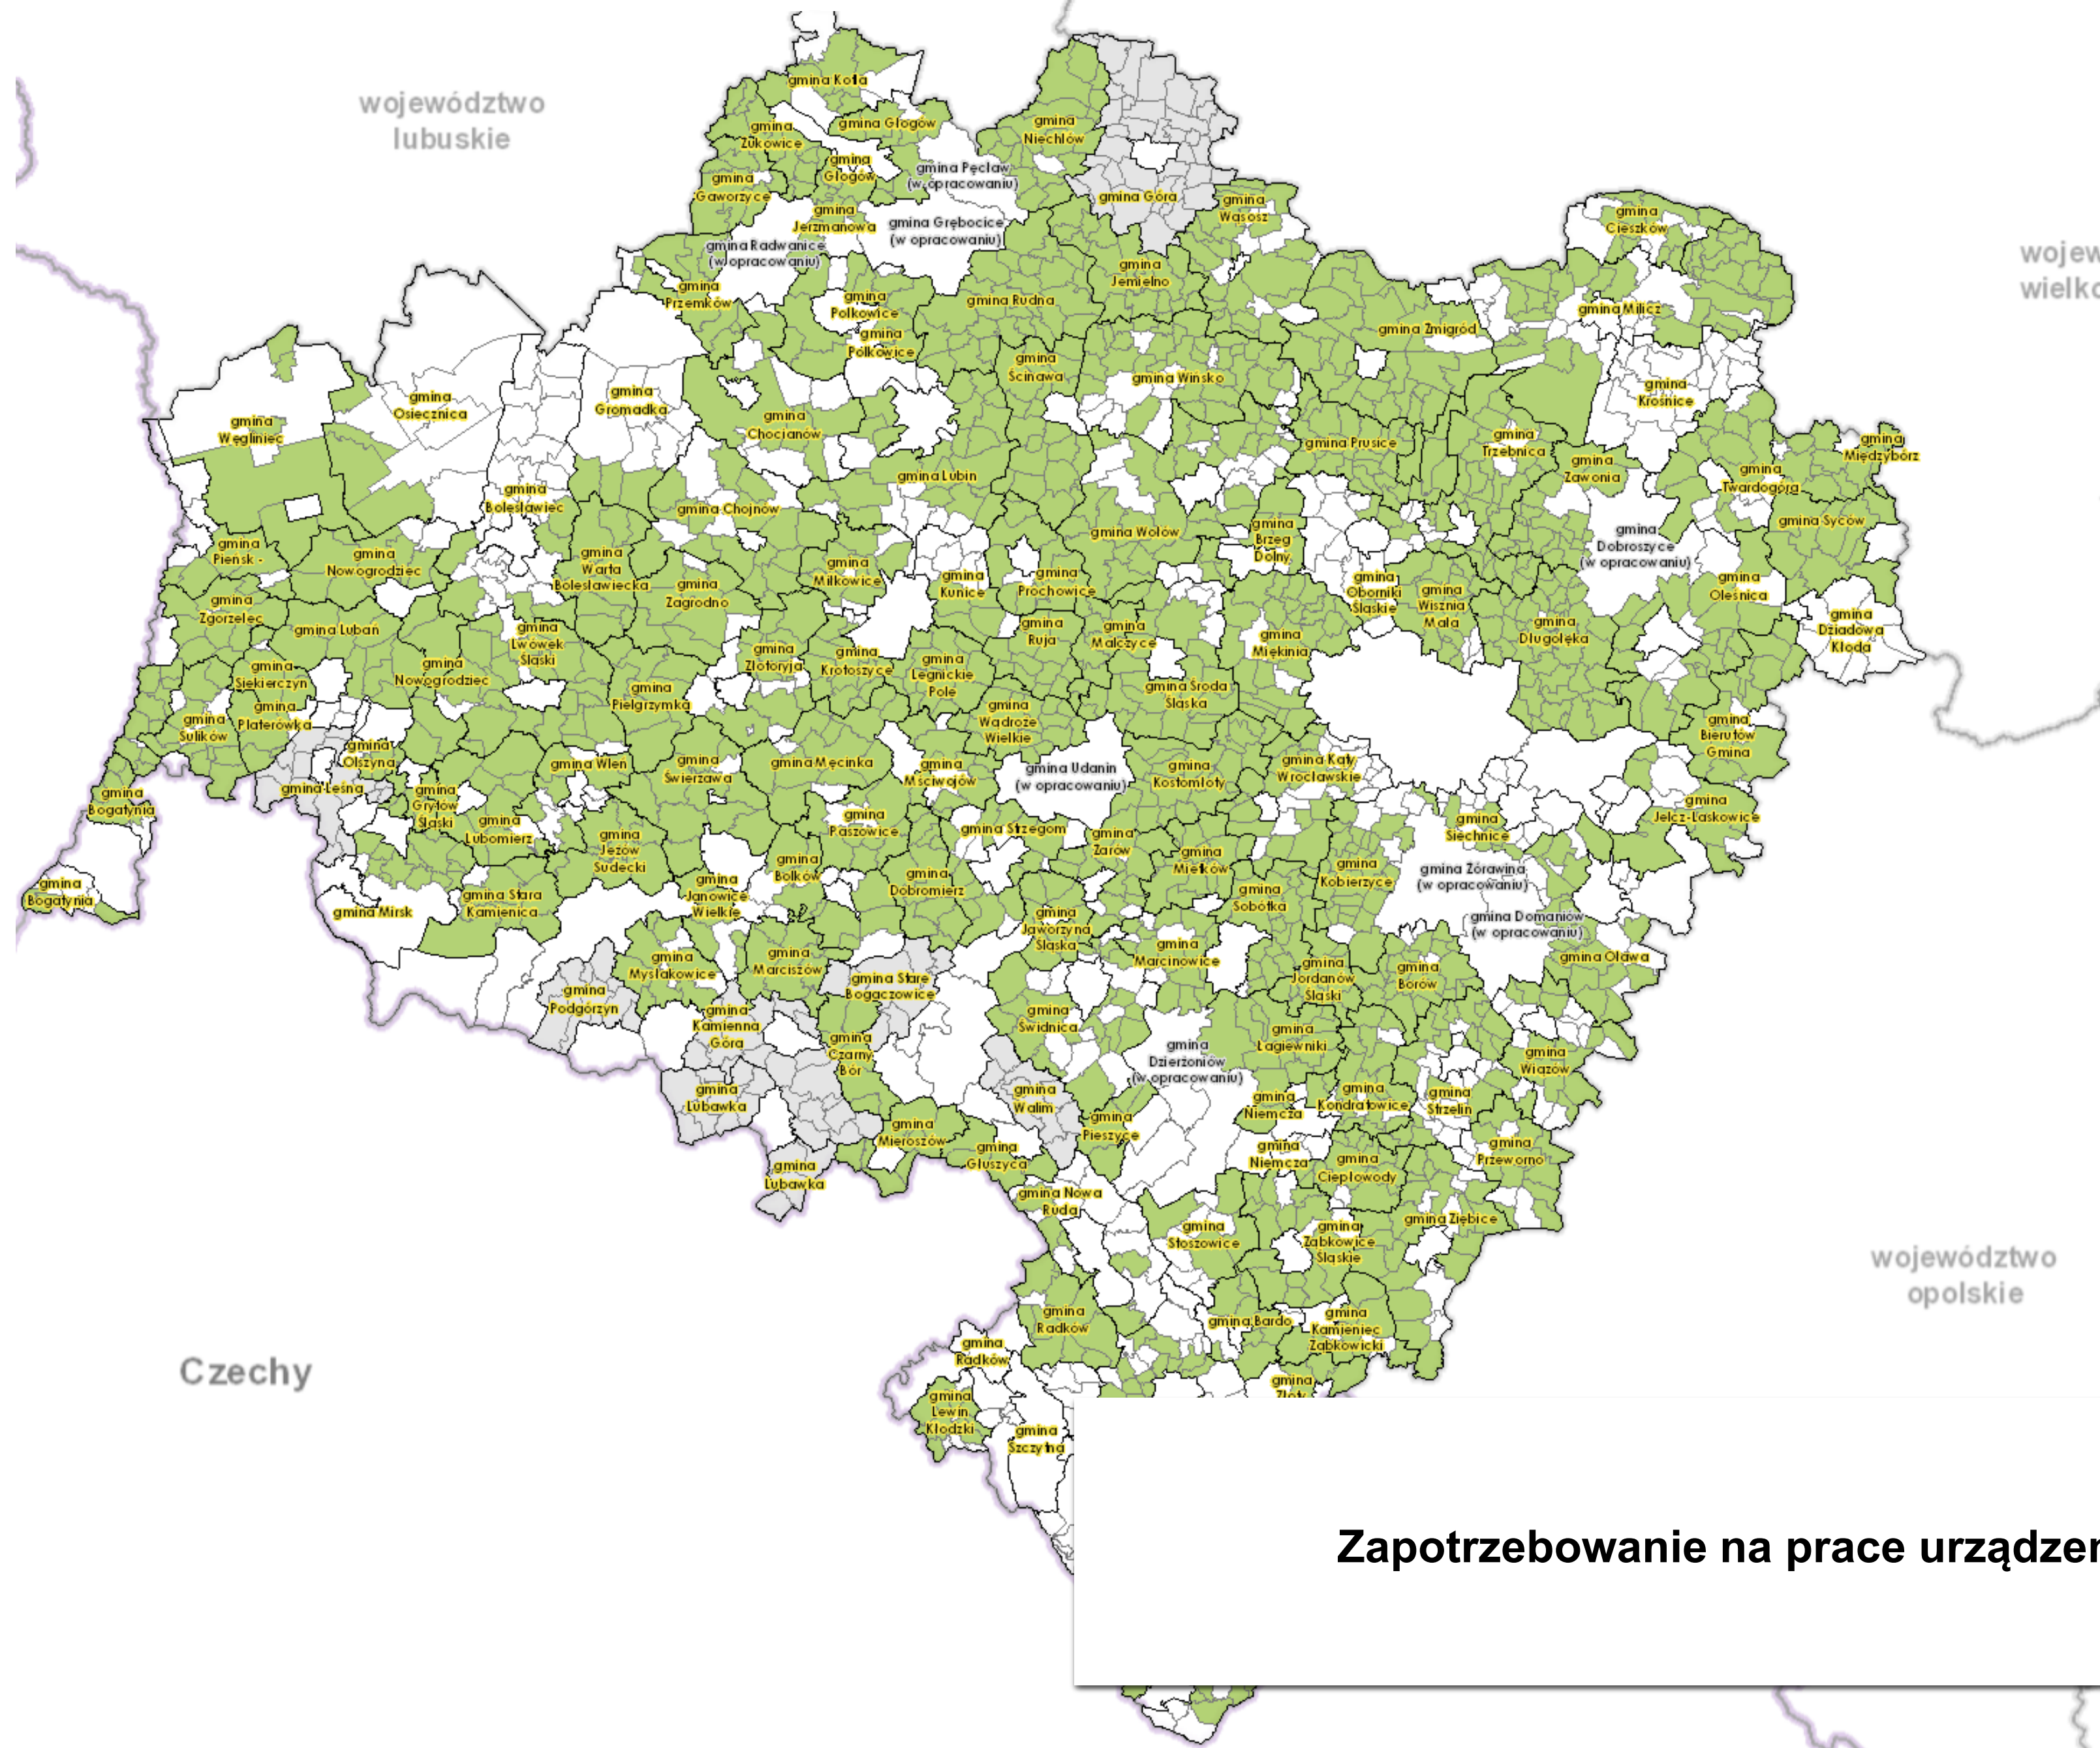 województwo
lubuskie
wojew
wielko
gmina Kotla
gmina Głogów
gmina
Niechlów
gmina
Żukowice
gmina
Głogów
gmina Pęcław
(w opracowaniu)
gmina
Gaworzyce
gmina Góra
gmina
Wąsosz
gmina
Jerzmanowa
gmina Grębocice
(w opracowaniu)
gmina
Cieszków
gmina Radwanice
(w opracowaniu)
gmina
Jemielno
gmina
Przemków
gmina
Polkowice
gmina Rudna
gmina Milicz
gmina Żmigród
gmina
Polkowice
gmina
Ścinawa
gmina Wińsko
gmina
Krośnice
gmina
Osiecznica
gmina
Gromadka
gmina
Chocianów
gmina
Węgliniec
gmina Prusice
gmina
Trzebnica
gmina
Międzybórz
gmina
Zawonia
gmina
Twardogóra
gmina Lubin
gmina
Bolesławiec
gmina Chojnów
gmina Syców
gmina Wołów
gmina
Brzeg
Dolny
gmina
Dobroszyce
(w opracowaniu)
gmina
Pieńsk -
gmina
Nowogrodziec
gmina
Warta
Bolesławiecka
gmina
Zagrodno
gmina
Miłkowice
gmina
Kunice
gmina
Prochowice
gmina
Oborniki
Śląskie
gmina
Wisznia
Mała
gmina
Oleśnica
gmina
Zgorzelec
gmina Lubań
gmina
Lwówek
Śląski
gmina
Ruja
gmina
Malczyce
gmina
Miękinia
gmina
Długołęka
gmina
Dziadowa
Kłoda
gmina
Siekierczyn
gmina
Nowogrodziec
gmina
Złotoryja
gmina
Krotoszyce
gmina
Legnickie
Pole
gmina
Pielgrzymka
gmina Środa
Śląska
gmina
Sulików
gmina
Platerówka
gmina
Wądroże
Wielkie
gmina
Bierutów
Gmina
gmina
Olszyna
gmina Wleń
gmina
Świerzawa
gmina Męcinka
gmina
Mściwojów
gmina Udanin
(w opracowaniu)
gmina
Kostomłoty
gmina Kąty
Wrocławskie
gmina Leśna
gmina
Bogatynia
gmina
Gryfów
Śląski
gmina
Lubomierz
gmina
Jeżów
Sudecki
gmina
Paszowice
gmina Strzegom
gmina
Żarów
gmina
Siechnice
gmina
Jelcz-Laskowice
gmina
Bogatynia
gmina Mirsk
gmina Stara
Kamienica
gmina
Janowice
Wielkie
gmina
Bolków
gmina
Dobromierz
gmina
Mietków
gmina
Sobótka
gmina
Kobierzyce
gmina Żórawina
(w opracowaniu)
gmina Domaniów
(w opracowaniu)
gmina
Jaworzyna
Śląska
gmina
Marcinowice
gmina Oława
gmina
Mysłakowice
gmina
Marciszów
gmina Stare
Bogaczowice
gmina
Jordanów
Śląski
gmina
Borów
gmina
Podgórzyn
gmina
Kamienna
Góra
gmina
Świdnica
gmina
Łagiewniki
gmina
Czarny
Bór
gmina
Dzierżoniów
(w opracowaniu)
gmina
Wiązów
gmina
Lubawka
gmina
Walim
gmina
Niemcza
gmina
Kondratowice
gmina
Strzelin
gmina
Mieroszów
gmina
Pieszyce
gmina
Głuszyca
gmina
Niemcza
gmina
Ciepłowody
gmina
Przeworno
gmina
Lubawka
gmina Nowa
Ruda
gmina
Stoszowice
gmina
Ząbkowice
Śląskie
gmina Ziębice
województwo
opolskie
gmina
Radków
gmina Bardo
gmina
Kamieniec
Ząbkowicki
gmina
Radków
Czechy
gmina
Złoty
gmina
Lewin
Kłodzki
gmina
Szczytna
Zapotrzebowanie na prace urządzen